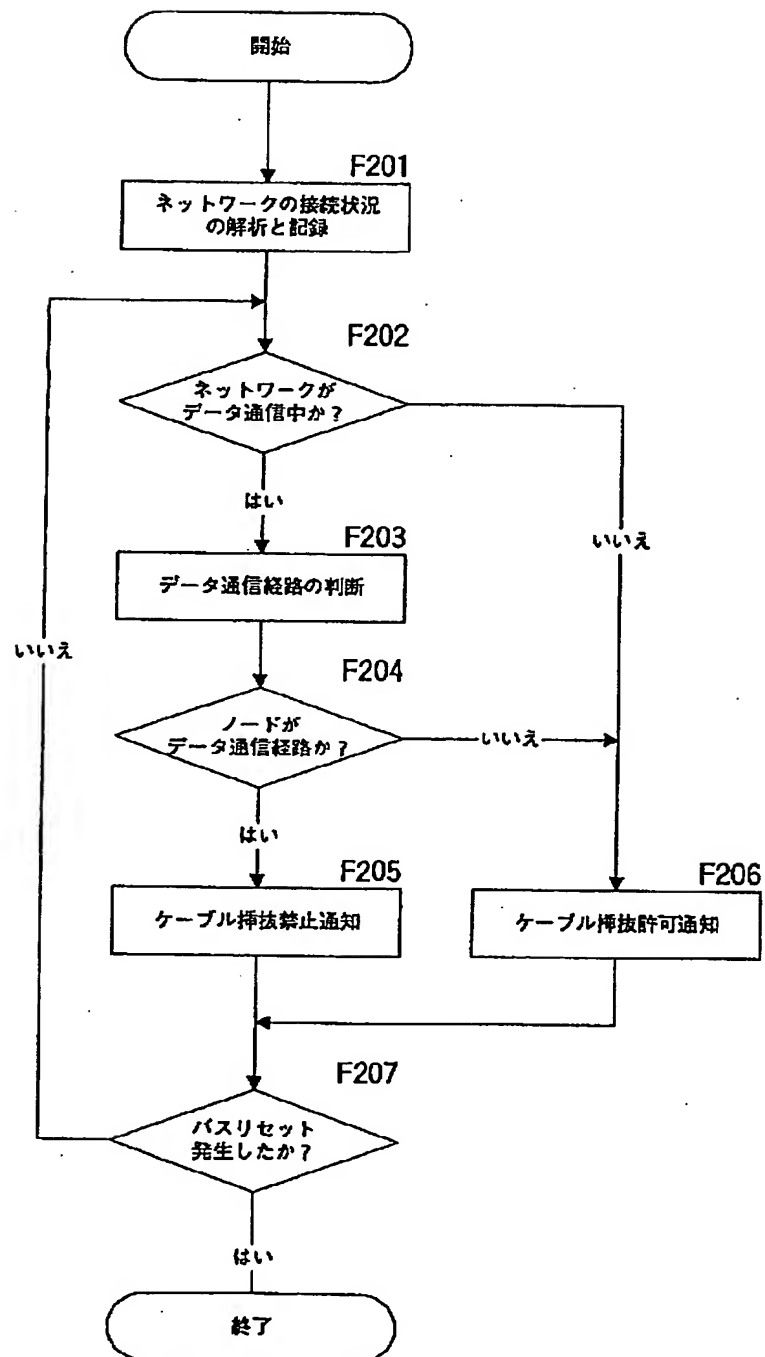 開始
F201
ネットワークの接続状況
の解析と記録
F202
ネットワークが
データ通信中か？
はい
いいえ
F203
データ通信経路の判断
いいえ
F204
ノードが
データ通信経路か？
いいえ
はい
F205
ケーブル挿抜禁止通知
F206
ケーブル挿抜許可通知
F207
バスリセット
発生したか？
はい
終了